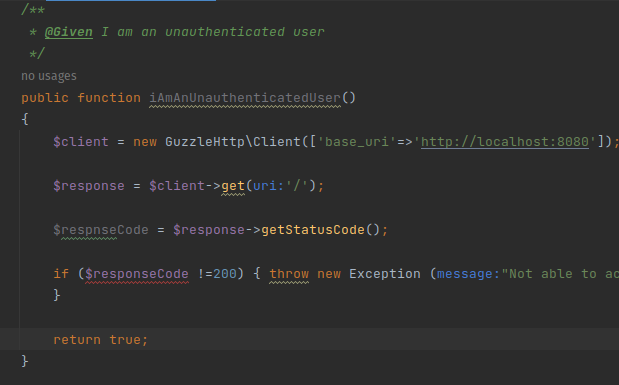 /**
* @Given I am an unauthenticated user
*/
no usages
public function iAmAnUnauthenticatedUser()
{
$client = new GuzzleHttp\Client(['base_uri'=>'http://localhost:8080']);
$response = $client->get(uri:'/');
$respnseCode = $response->getStatusCode();
if ($responseCode !=200) { throw new Exception (message:"Not able to ac
}
return true;
}